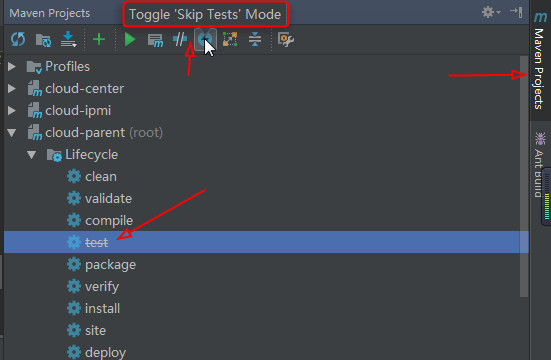 Maven Projects
Toggle 'Skip Tests' Mode
Profiles
cloud-center
cloud-ipmi
cloud-parent (root)
Lifecycle
clean
validate
compile
test
package
verify
install
site
deploy
Maven Projects
Ant Build